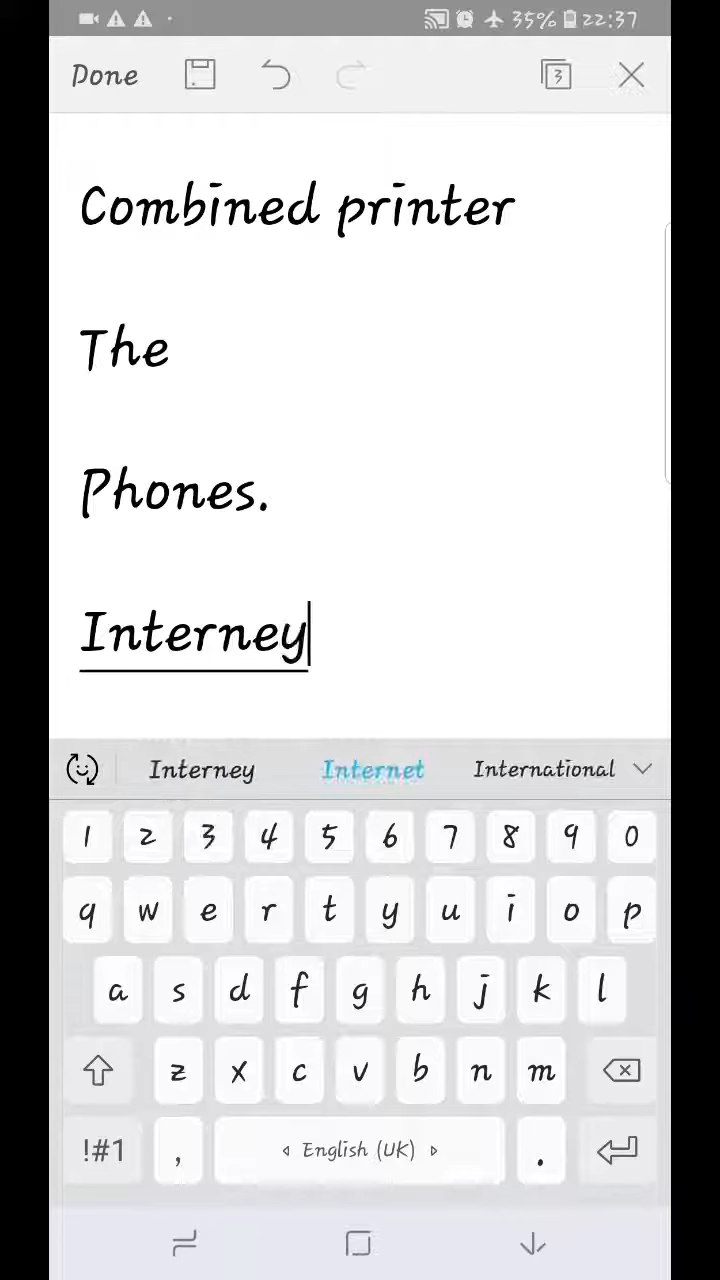 35% 22:37
Done 3
Combined printer
The
Phones.
Interney
Interney Internet International
1 2 3 4 5 6 7 8 9 0
q w e r t y u i o p
a s d f g h j k l
z x c v b n m
!#1 , English (UK) .